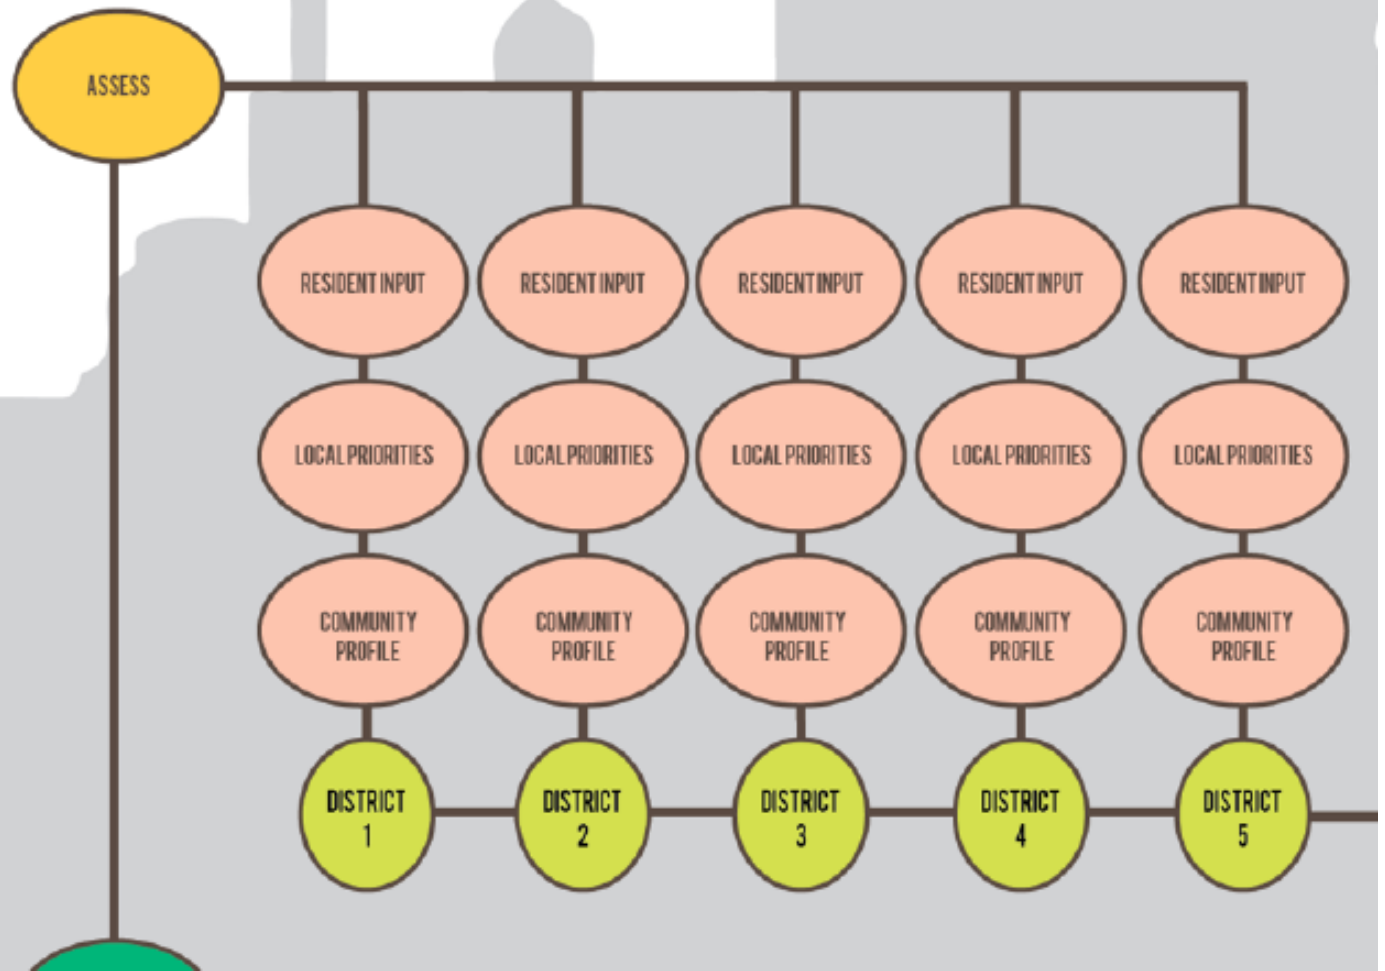 ASSESS
RESIDENT INPUT RESIDENT INPUT RESIDENT INPUT RESIDENT INPUT RESIDENT INPUT
LOCAL PRIORITIES LOCAL PRIORITIES LOCAL PRIORITIES LOCAL PRIORITIES LOCAL PRIORITIES
COMMUNITY COMMUNITY COMMUNITY COMMUNITY COMMUNITY
PROFILE PROFILE PROFILE PROFILE PROFILE
DISTRICT DISTRICT DISTRICT DISTRICT DISTRICT
1 2 3 4 5